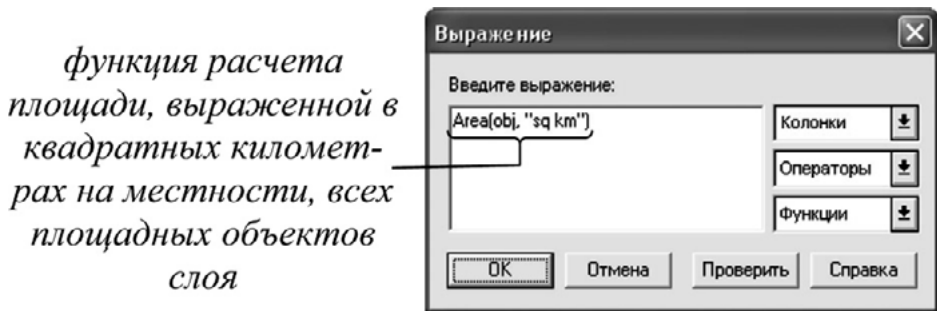 функция расчета
площади, выраженной в
квадратных километ-
рах на местности, всех
площадных объектов
слоя
Выражение
Введите выражение:
Area(obj, "sq km")
Колонки
Операторы
Функции
OK Отмена Проверить Справка